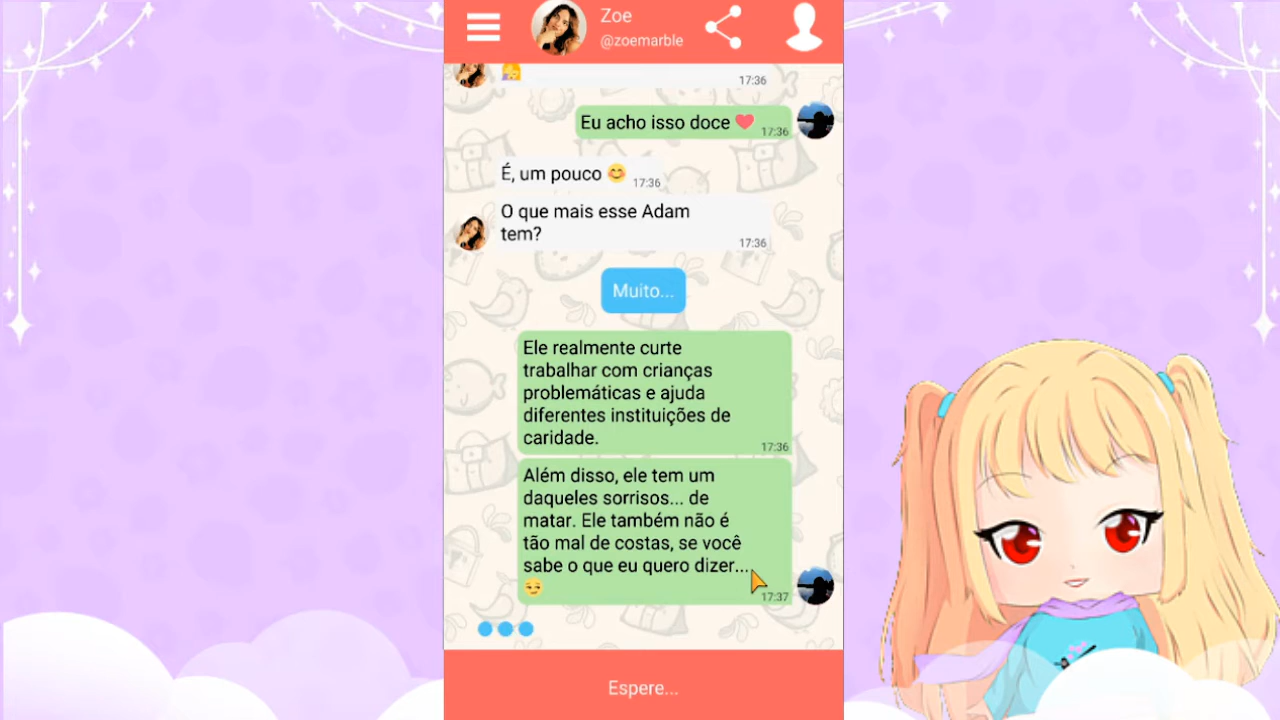 Zoe
@zoemarble
17:36
Eu acho isso doce
17:36
É, um pouco
17:36
O que mais esse Adam
tem?
17:36
Muito...
Ele realmente curte
trabalhar com crianças
problemáticas e ajuda
diferentes instituições de
caridade.
17:36
Além disso, ele tem um
daqueles sorrisos... de
matar. Ele também não é
tão mal de costas, se você
sabe o que eu quero dizer...
17:37
Espere...